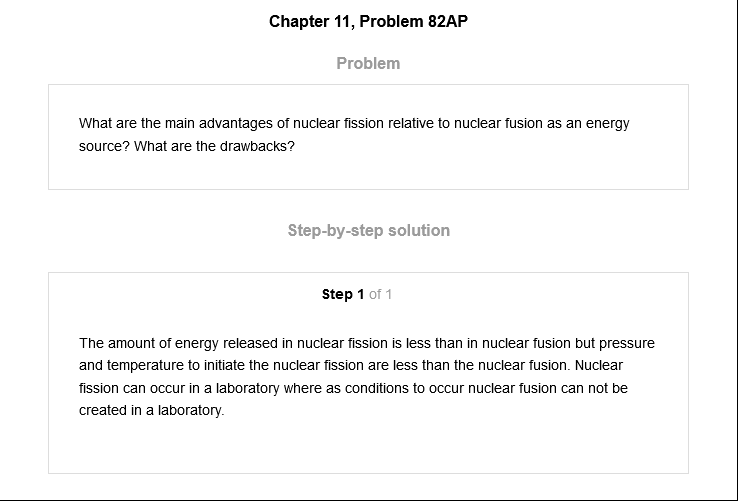 Chapter 11, Problem 82AP
Problem
What are the main advantages of nuclear fission relative to nuclear fusion as an energy
source? What are the drawbacks?
Step-by-step solution
Step 1 of 1
The amount of energy released in nuclear fission is less than in nuclear fusion but pressure
and temperature to initiate the nuclear fission are less than the nuclear fusion. Nuclear
fission can occur in a laboratory where as conditions to occur nuclear fusion can not be
created in a laboratory.